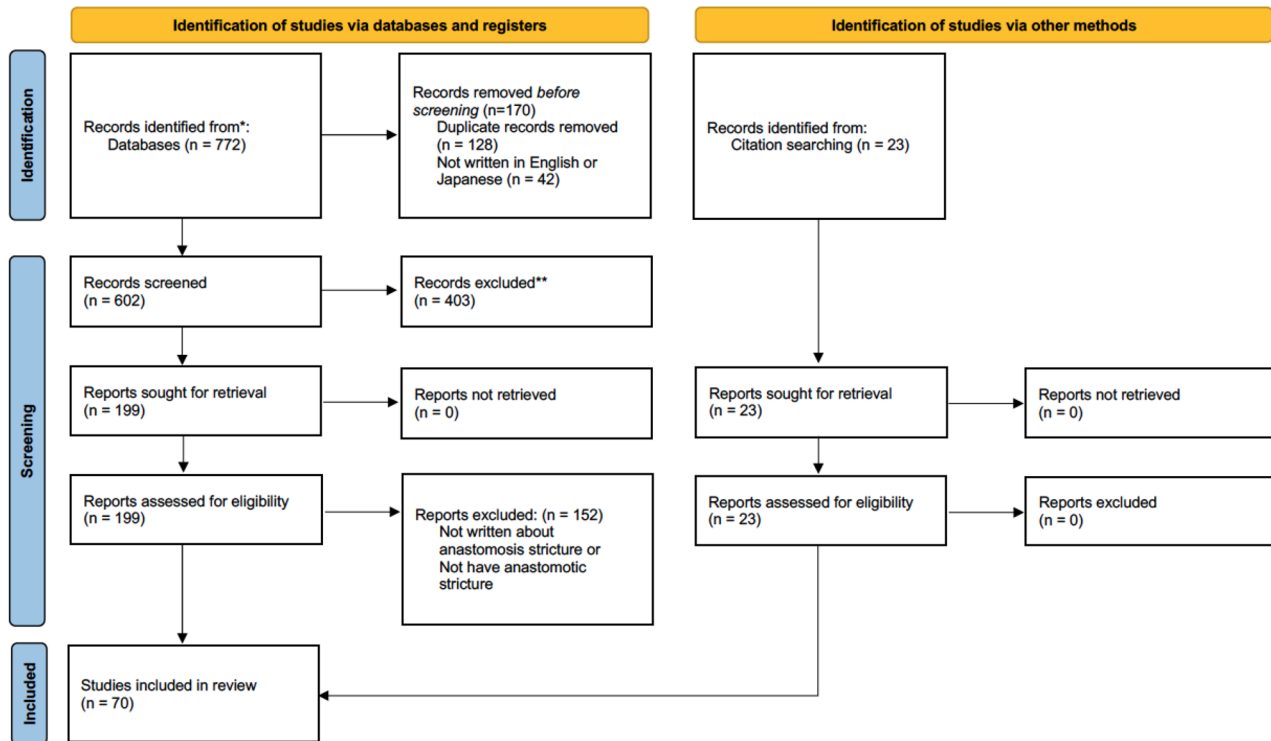 Identification of studies via databases and registers
Identification of studies via other methods
Identification
Records identified from*:
Databases (n = 772)
Records removed before
screening (n=170)
Duplicate records removed
(n = 128)
Not written in English or
Japanese (n = 42)
Records identified from:
Citation searching (n = 23)
Screening
Records screened
(n = 602)
Records excluded**
(n = 403)
Reports sought for retrieval
(n = 199)
Reports not retrieved
(n = 0)
Reports sought for retrieval
(n = 23)
Reports not retrieved
(n = 0)
Reports assessed for eligibility
(n = 199)
Reports excluded: (n = 152)
Not written about
anastomosis stricture or
Not have anastomotic
stricture
Reports assessed for eligibility
(n = 23)
Reports excluded
(n = 0)
Included
Studies included in review
(n = 70)